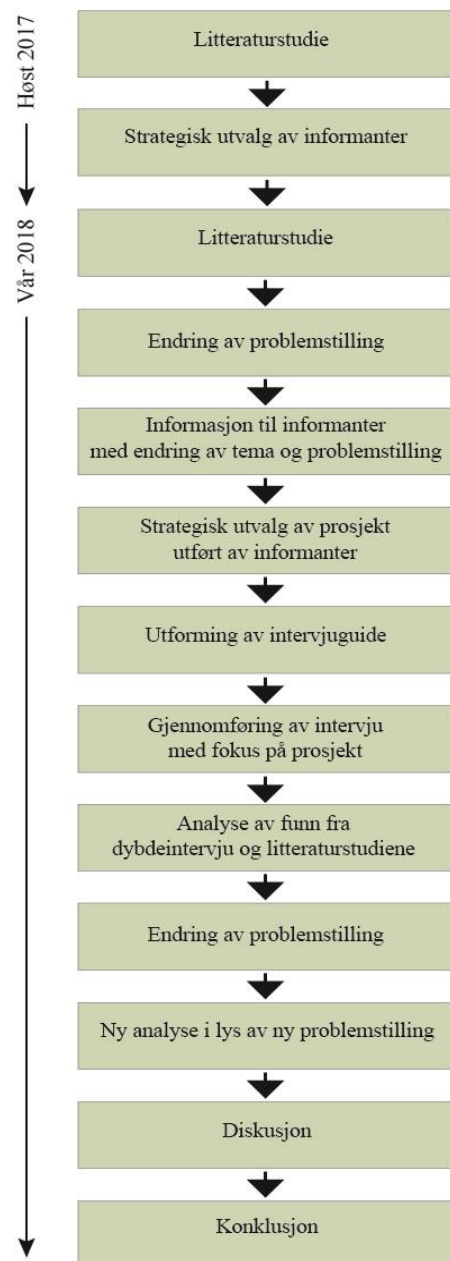 Høst 2017
Litteraturstudie
Strategisk utvalg av informanter
Vår 2018
Litteraturstudie
Endring av problemstilling
Informasjon til informanter
med endring av tema og problemstilling
Strategisk utvalg av prosjekt
utført av informanter
Utforming av intervjuguide
Gjennomføring av intervju
med fokus på prosjekt
Analyse av funn fra
dybdeintervju og litteraturstudiene
Endring av problemstilling
Ny analyse i lys av ny problemstilling
Diskusjon
Konklusjon